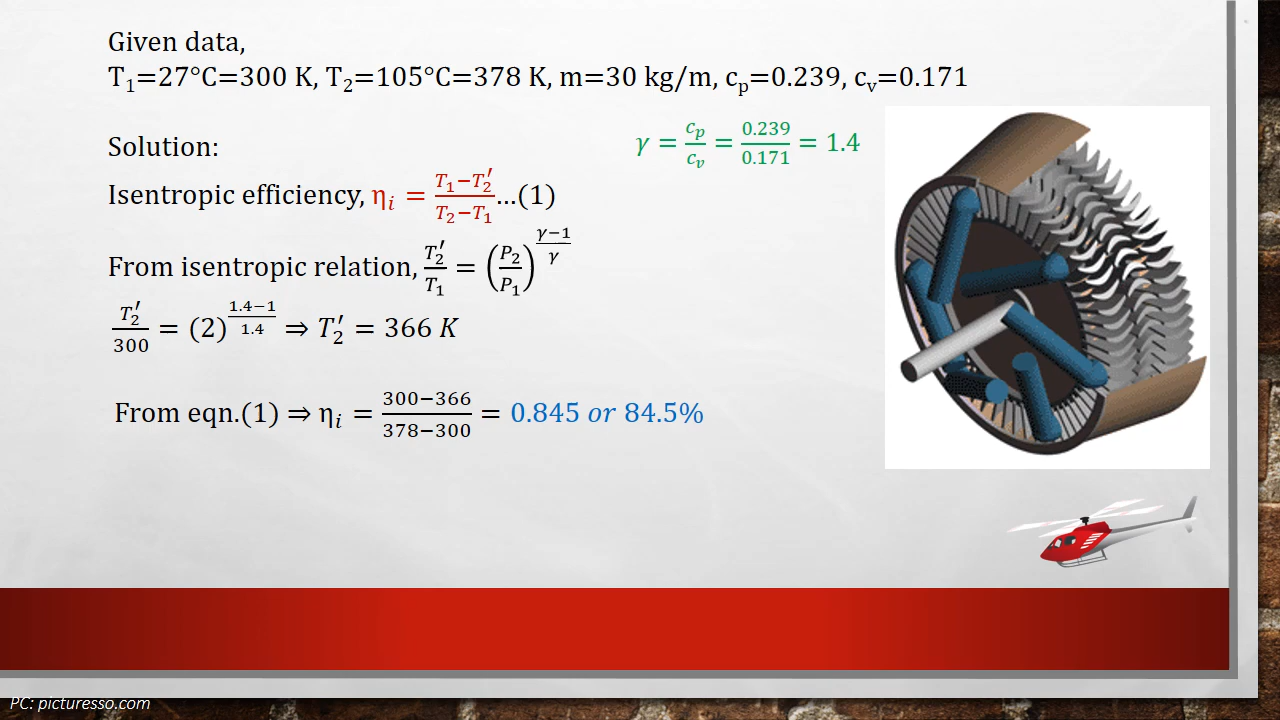 Given data,
T₁=27°C=300 K, T₂=105°C=378 K, m=30 kg/m, cₚ=0.239, cᵥ=0.171
Solution:
γ = cₚ/cᵥ = 0.239/0.171 = 1.4
Isentropic efficiency, ηᵢ = (T₁−T₂′)/(T₂−T₁)...(1)
From isentropic relation, T₂′/T₁ = (P₂/P₁)^((γ−1)/γ)
T₂′/300 = (2)^((1.4−1)/1.4) ⇒ T₂′ = 366 K
From eqn.(1) ⇒ ηᵢ = (300−366)/(378−300) = 0.845 or 84.5%
PC: picturesso.com